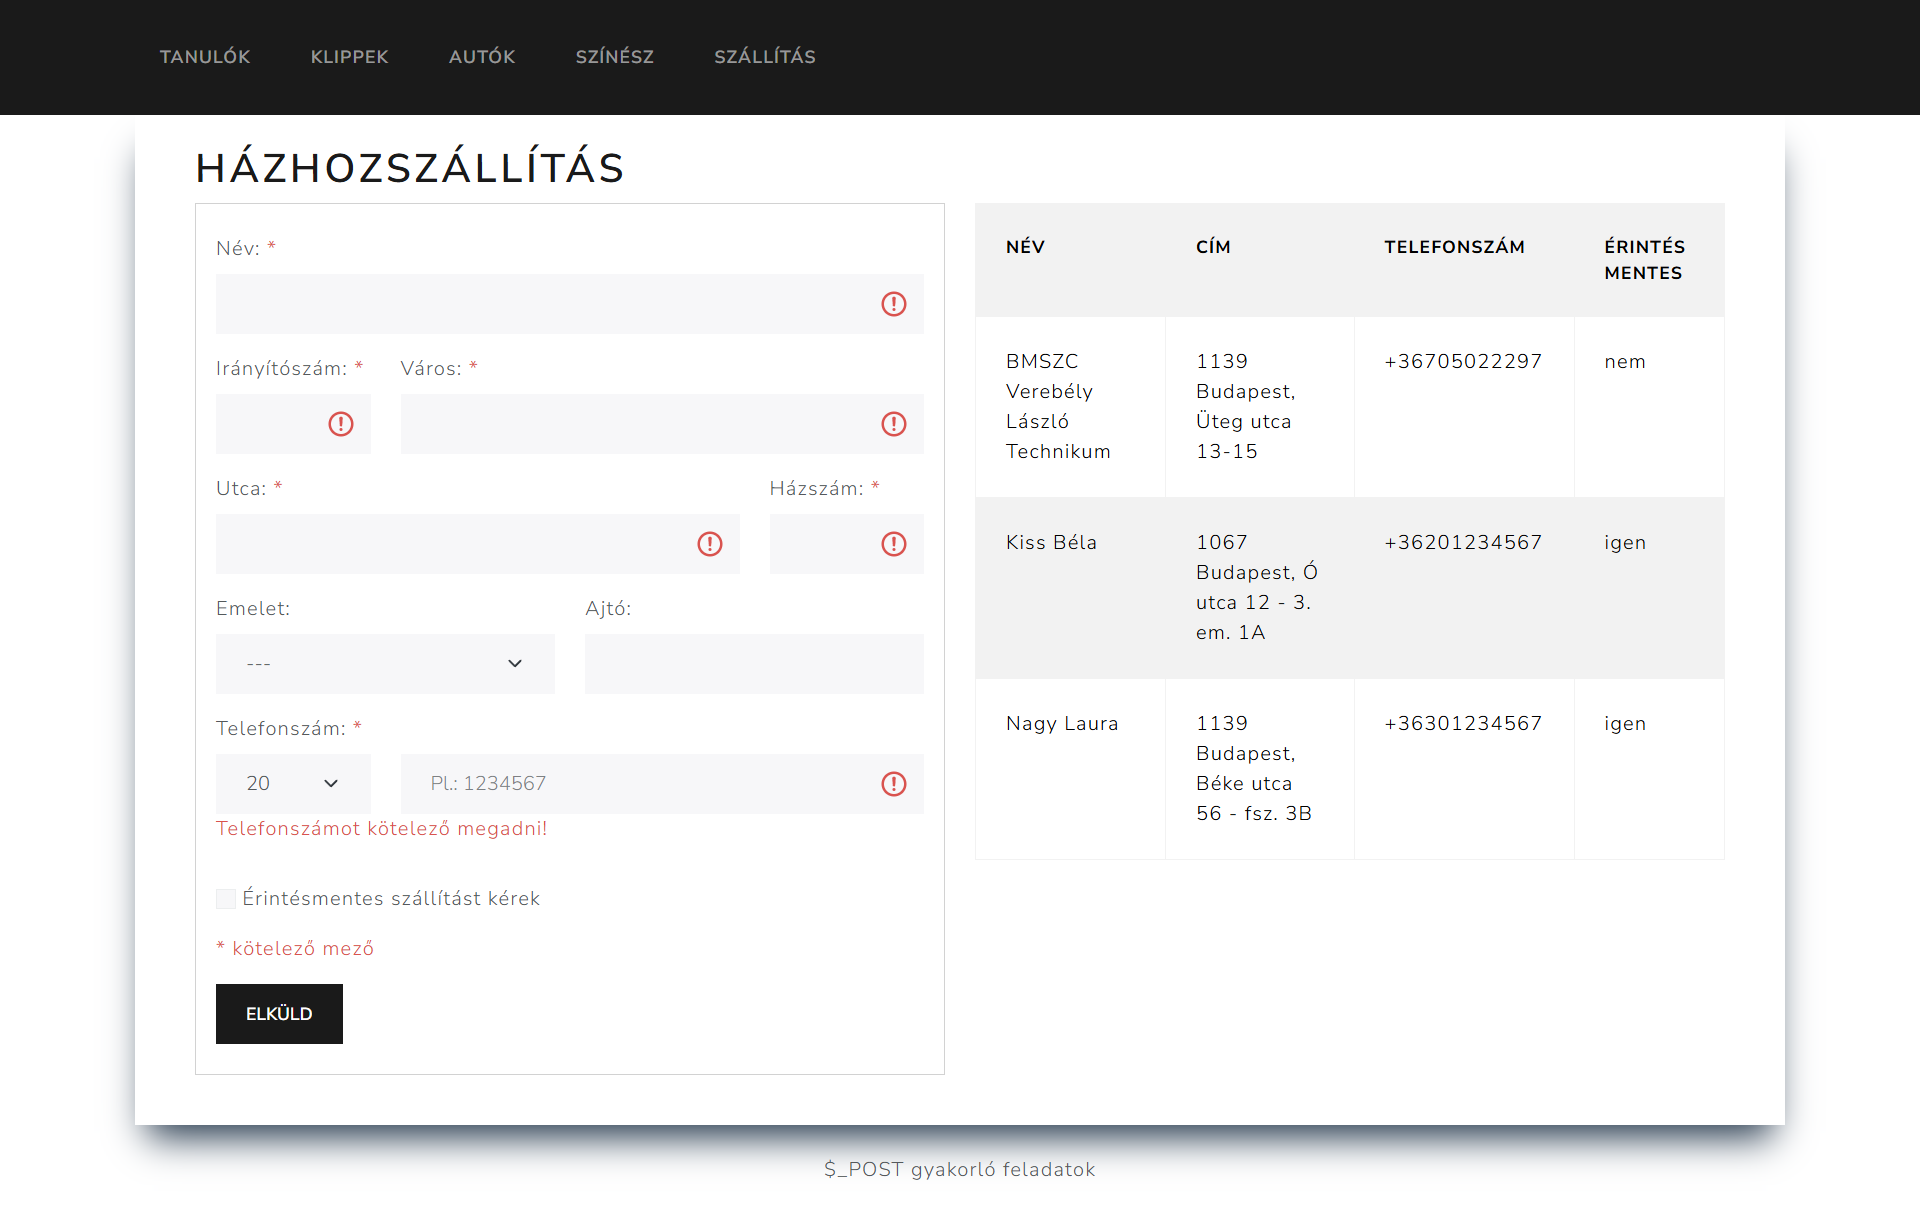 TANULÓK KLIPPEK AUTÓK SZÍNÉSZ SZÁLLÍTÁS
HÁZHOZSZÁLLÍTÁS
Név: *
Irányítószám: * Város: *
Utca: * Házszám: *
Emelet: Ajtó:
---
Telefonszám: *
20 Pl.: 1234567
Telefonszámot kötelező megadni!
Érintésmentes szállítást kérek
* kötelező mező
ELKÜLD
NÉV CÍM TELEFONSZÁM ÉRINTÉS
MENTES
BMSZC 1139 +36705022297 nem
Verebély Budapest,
László Üteg utca
Technikum 13-15
Kiss Béla 1067 +36201234567 igen
Budapest, Ó
utca 12 - 3.
em. 1A
Nagy Laura 1139 +36301234567 igen
Budapest,
Béke utca
56 - fsz. 3B
$_POST gyakorló feladatok